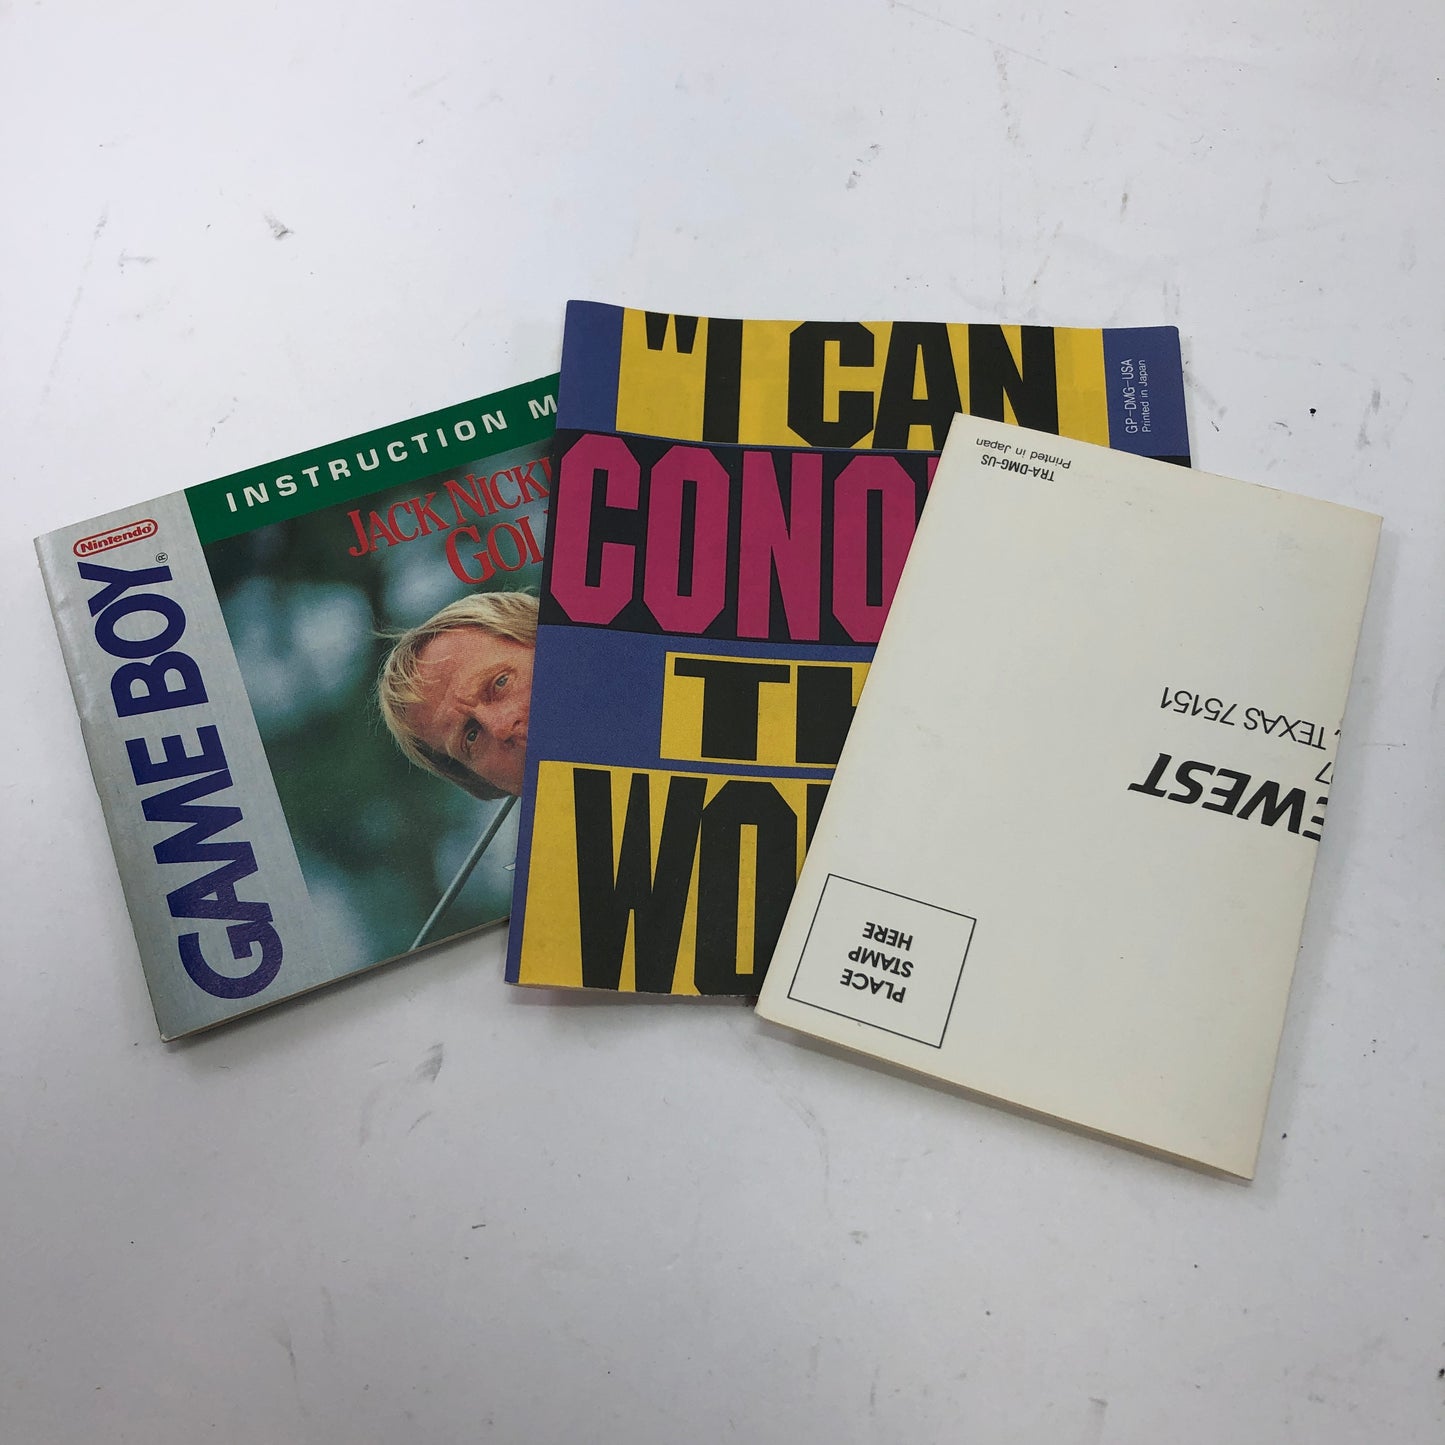 Nintendo
GAME BOY®
INSTRUCTION M
JACK NICK
GOL
"I CAN
CONQ
TH
WO
GP-DMG-USA
Printed in Japan
TRA-DMG-US
Printed in Japan
, TEXAS 75151
EWEST
PLACE
STAMP
HERE